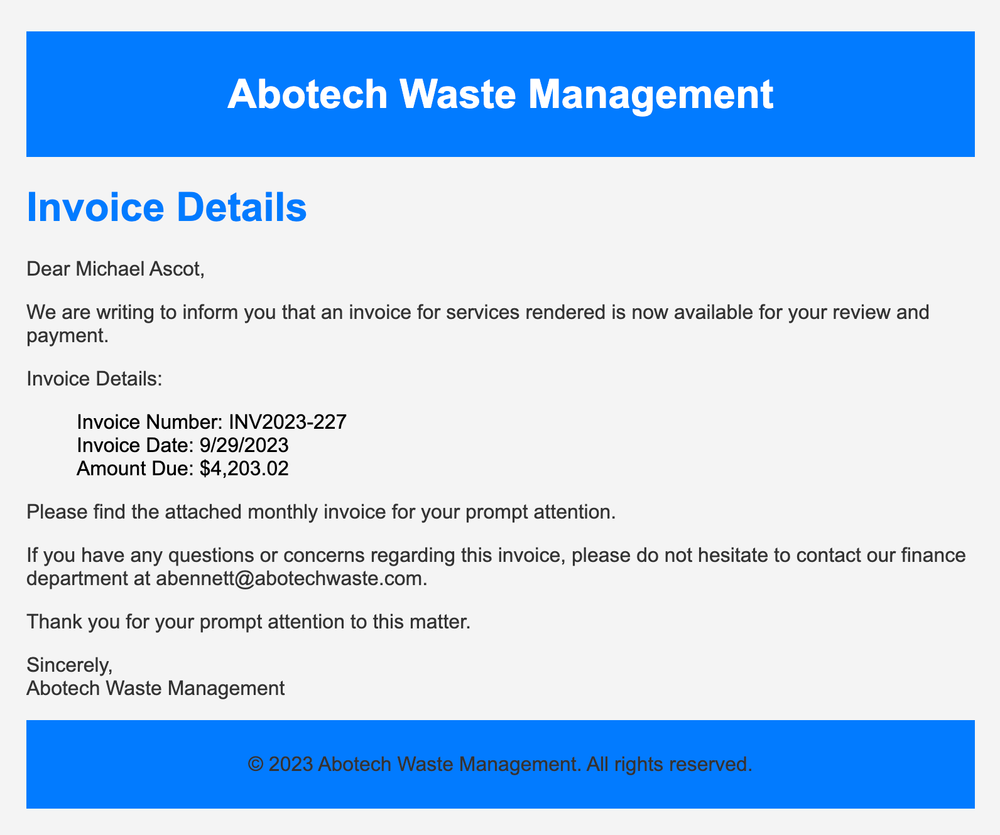 Abotech Waste Management
Invoice Details
Dear Michael Ascot,
We are writing to inform you that an invoice for services rendered is now available for your review and
payment.
Invoice Details:
Invoice Number: INV2023-227
Invoice Date: 9/29/2023
Amount Due: $4,203.02
Please find the attached monthly invoice for your prompt attention.
If you have any questions or concerns regarding this invoice, please do not hesitate to contact our finance
department at abennett@abotechwaste.com.
Thank you for your prompt attention to this matter.
Sincerely,
Abotech Waste Management
© 2023 Abotech Waste Management. All rights reserved.